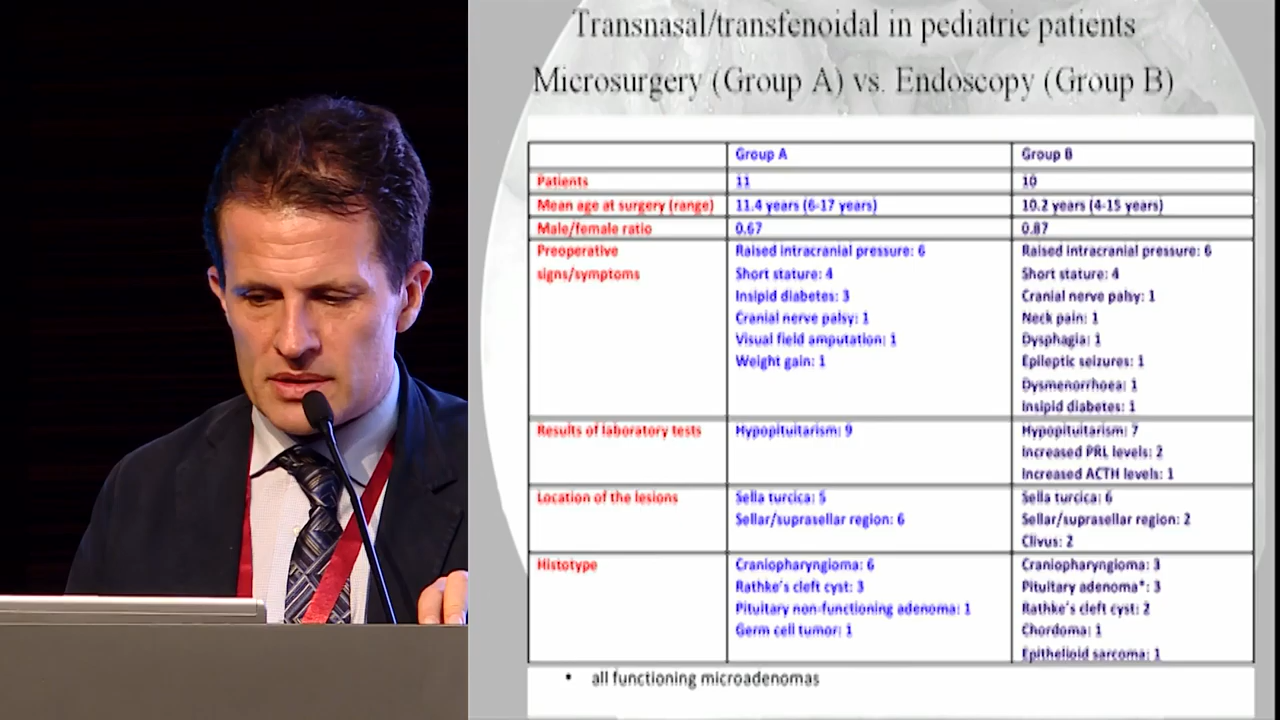 Transnasal/transfenoidal in pediatric patients
Microsurgery (Group A) vs. Endoscopy (Group B)
Group A Group B
Patients 11 10
Mean age at surgery (range) 11.4 years (6-17 years) 10.2 years (4-15 years)
Male/female ratio 0.67 0.87
Preoperative Raised intracranial pressure: 6 Raised intracranial pressure: 6
signs/symptoms Short stature: 4 Short stature: 4
Insipid diabetes: 3 Cranial nerve palsy: 1
Cranial nerve palsy: 1 Neck pain: 1
Visual field amputation: 1 Dysphagia: 1
Weight gain: 1 Epileptic seizures: 1
Dysmenorrhoea: 1
Insipid diabetes: 1
Results of laboratory tests Hypopituitarism: 9 Hypopituitarism: 7
Increased PRL levels: 2
Increased ACTH levels: 1
Location of the lesions Sella turcica: 5 Sella turcica: 6
Sellar/suprasellar region: 6 Sellar/suprasellar region: 2
Clivus: 2
Histotype Craniopharyngioma: 6 Craniopharyngioma: 3
Rathke's cleft cyst: 3 Pituitary adenoma*: 3
Pituitary non-functioning adenoma: 1 Rathke's cleft cyst: 2
Germ cell tumor: 1 Chordoma: 1
Epithelioid sarcoma: 1
• all functioning microadenomas